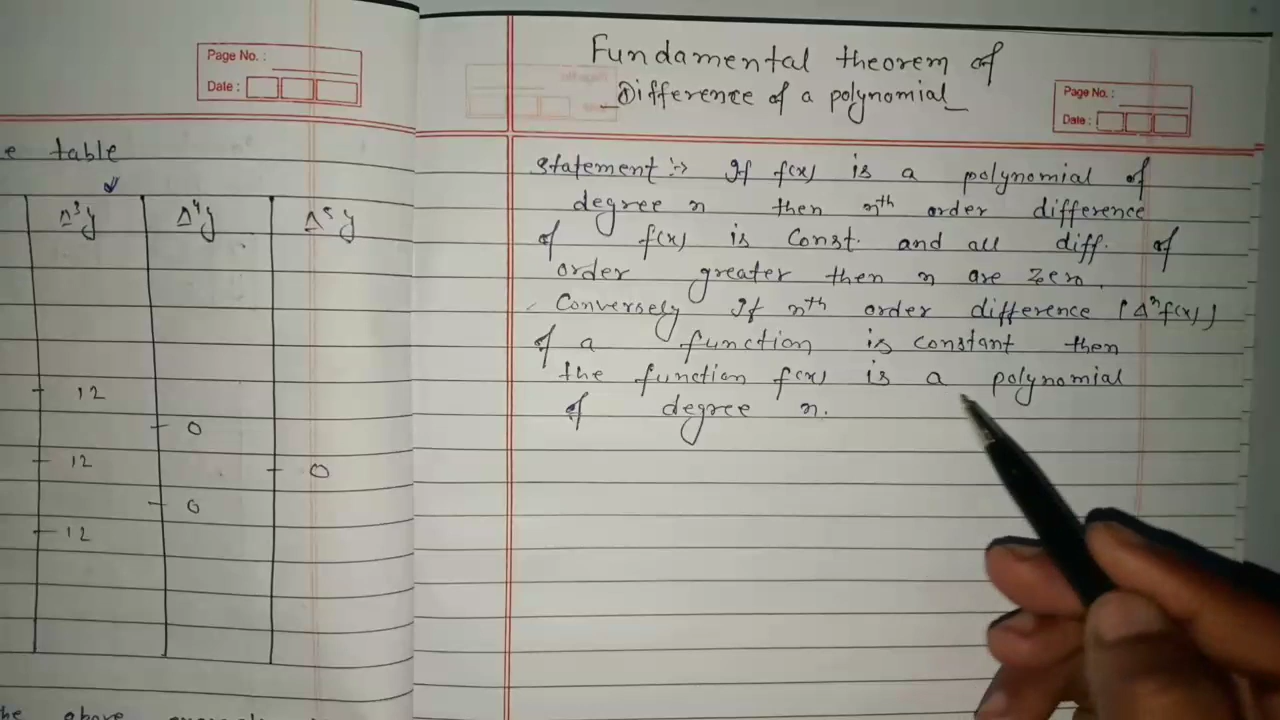 Page No. :
Date :
e table
Δ³y Δ⁴y Δ⁵y
12
0
12 0
0
12
the above
Fundamental theorem of
Difference of a polynomial
Page No. :
Date :
Statement :→ If f(x) is a polynomial of
degree n then nth order difference
of f(x) is Const. and all diff. of
order greater then n are zero.
Conversely If nth order difference [Δⁿf(x)]
of a function is constant then
the function f(x) is a polynomial
of degree n.